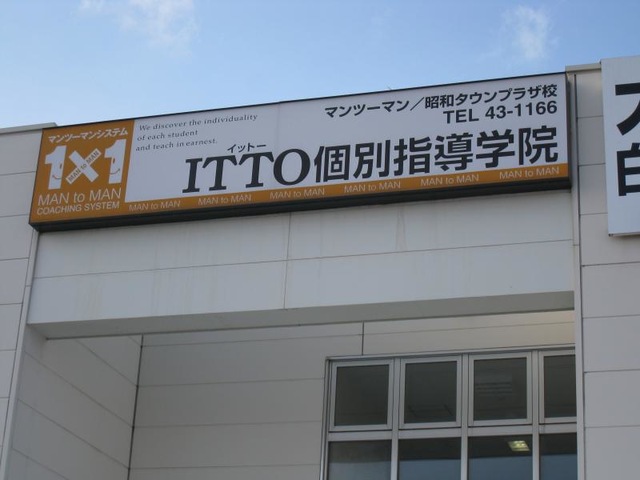 マンツーマンシステム
1×1
MAN to MAN
MAN to MAN
COACHING SYSTEM
We discover the individuality
of each student
and teach in earnest.
マンツーマン／昭和タウンプラザ校
TEL 43-1166
イットー
ITTO個別指導学院
MAN to MAN MAN to MAN MAN to MAN MAN to MAN MAN to MAN MAN to MAN